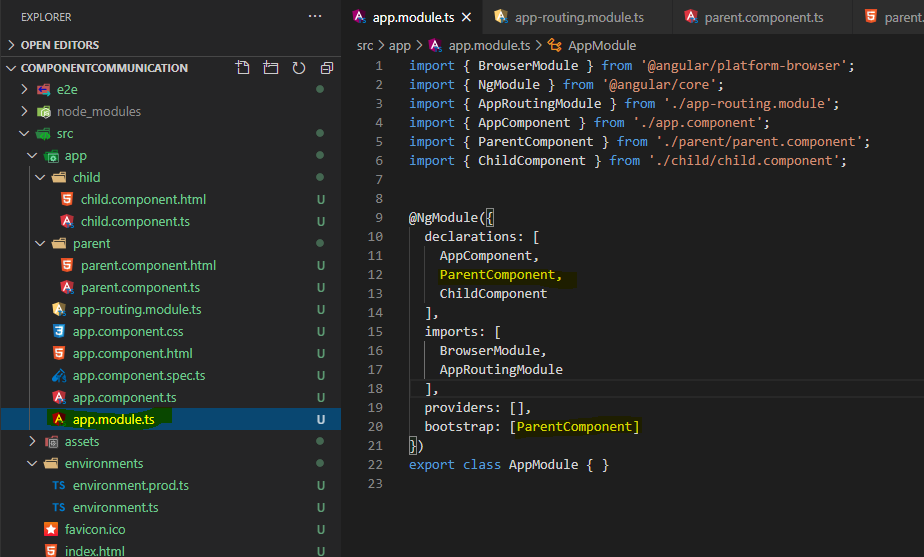 EXPLORER
···
OPEN EDITORS
COMPONENTCOMMUNICATION
e2e
node_modules
src
app
child
child.component.html U
child.component.ts U
parent
parent.component.html U
parent.component.ts U
app-routing.module.ts U
app.component.css U
app.component.html U
app.component.spec.ts U
app.component.ts U
app.module.ts U
assets
environments
TS environment.prod.ts U
TS environment.ts U
favicon.ico U
index.html U
app.module.ts × app-routing.module.ts parent.component.ts parent.
src > app > app.module.ts > AppModule
1 import { BrowserModule } from '@angular/platform-browser';
2 import { NgModule } from '@angular/core';
3 import { AppRoutingModule } from './app-routing.module';
4 import { AppComponent } from './app.component';
5 import { ParentComponent } from './parent/parent.component';
6 import { ChildComponent } from './child/child.component';
7
8
9 @NgModule({
10 declarations: [
11 AppComponent,
12 ParentComponent,
13 ChildComponent
14 ],
15 imports: [
16 BrowserModule,
17 AppRoutingModule
18 ],
19 providers: [],
20 bootstrap: [ParentComponent]
21 })
22 export class AppModule { }
23